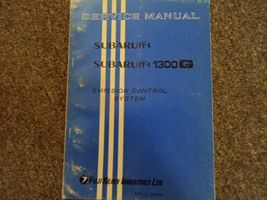 SERVICE MANUAL
SUBARU ff-1
SUBARU ff-1 1300 G
EMISSION CONTROL
SYSTEM
FUJI HEAVY INDUSTRIES LTD